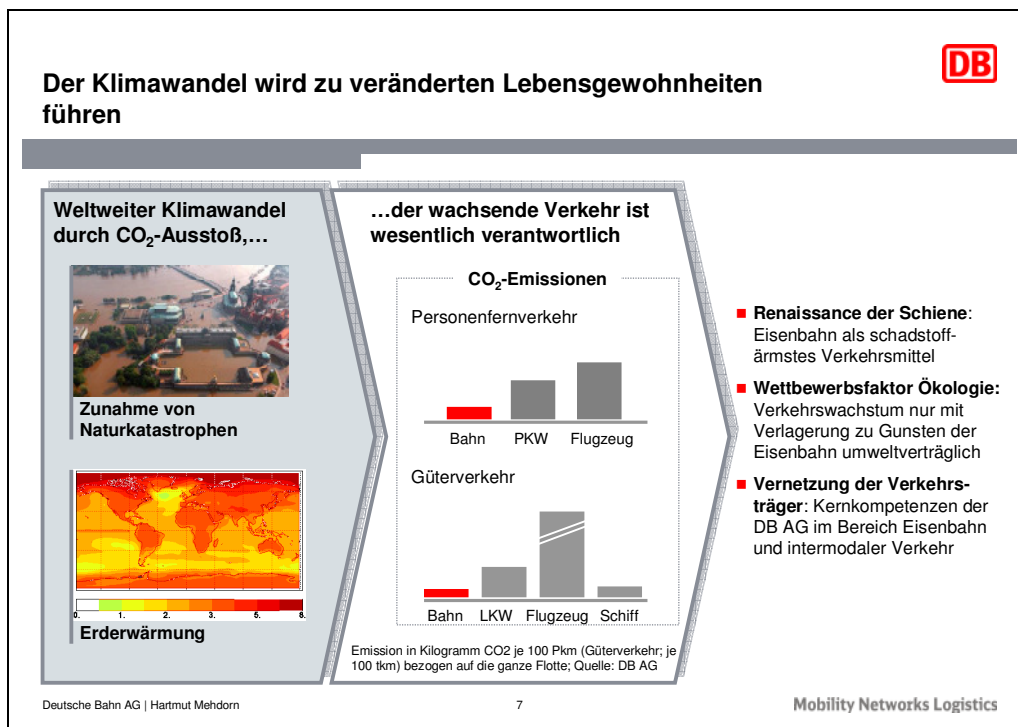 DB
Der Klimawandel wird zu veränderten Lebensgewohnheiten
führen
Weltweiter Klimawandel
durch CO₂-Ausstoß,…
Zunahme von
Naturkatastrophen
0. 1. 2. 3. 5. 8.
Erderwärmung
…der wachsende Verkehr ist
wesentlich verantwortlich
CO₂-Emissionen
Personenfernverkehr
Bahn PKW Flugzeug
Güterverkehr
Bahn LKW Flugzeug Schiff
Emission in Kilogramm CO2 je 100 Pkm (Güterverkehr; je
100 tkm) bezogen auf die ganze Flotte; Quelle: DB AG
Renaissance der Schiene:
Eisenbahn als schadstoff-
ärmstes Verkehrsmittel
Wettbewerbsfaktor Ökologie:
Verkehrswachstum nur mit
Verlagerung zu Gunsten der
Eisenbahn umweltverträglich
Vernetzung der Verkehrs-
träger: Kernkompetenzen der
DB AG im Bereich Eisenbahn
und intermodaler Verkehr
Deutsche Bahn AG | Hartmut Mehdorn
7
Mobility Networks Logistics